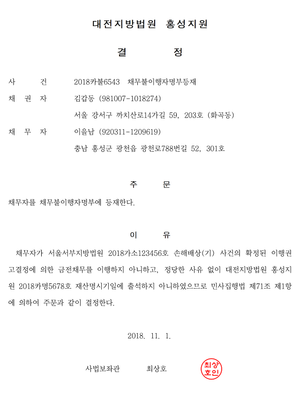 대전지방법원 홍성지원
결 정
사 건 2018카불6543 채무불이행자명부등재
채 권 자 김갑동 (981007-1018274)
서울 강서구 까치산로14가길 59, 203호 (화곡동)
채 무 자 이을남 (920311-1209619)
충남 홍성군 광천읍 광천로788번길 52, 301호
주 문
채무자를 채무불이행자명부에 등재한다.
이 유
채무자가 서울서부지방법원 2018가소123456호 손해배상(기) 사건의 확정된 이행권
고결정에 의한 금전채무를 이행하지 아니하고, 정당한 사유 없이 대전지방법원 홍성지
원 2018카명5678호 재산명시기일에 출석하지 아니하였으므로 민사집행법 제71조 제1항
에 의하여 주문과 같이 결정한다.
2018. 11. 1.
사법보좌관 최상호
최상
호인